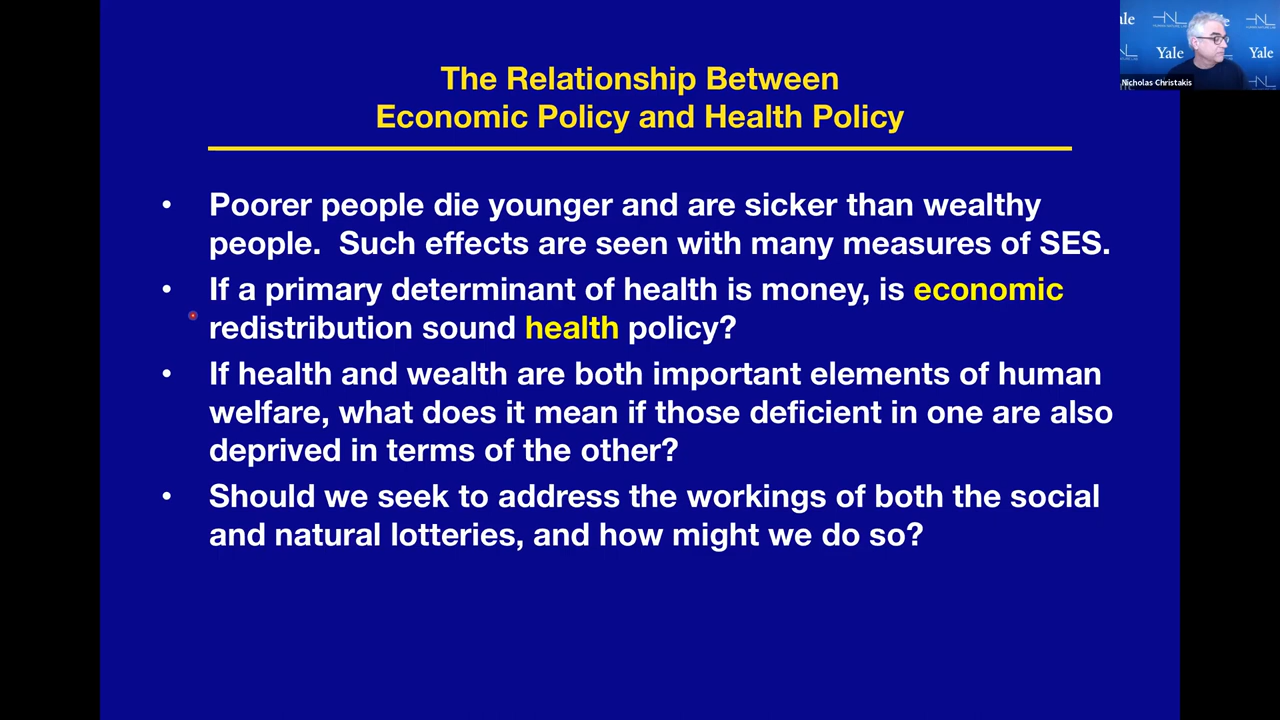 The Relationship Between
Economic Policy and Health Policy
• Poorer people die younger and are sicker than wealthy
people.  Such effects are seen with many measures of SES.
• If a primary determinant of health is money, is economic
redistribution sound health policy?
• If health and wealth are both important elements of human
welfare, what does it mean if those deficient in one are also
deprived in terms of the other?
• Should we seek to address the workings of both the social
and natural lotteries, and how might we do so?
Yale
Yale
Nicholas Christakis